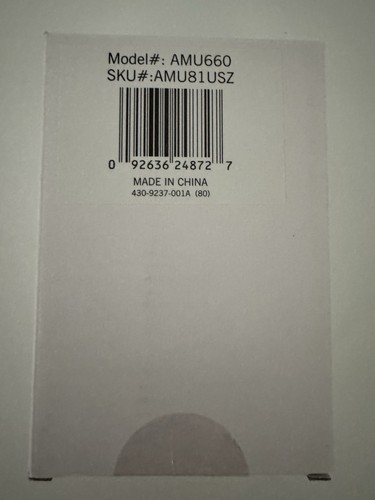 Model#: AMU660
SKU#:AMU81USZ
0 92636 24872 7
MADE IN CHINA
430-9237-001A (80)